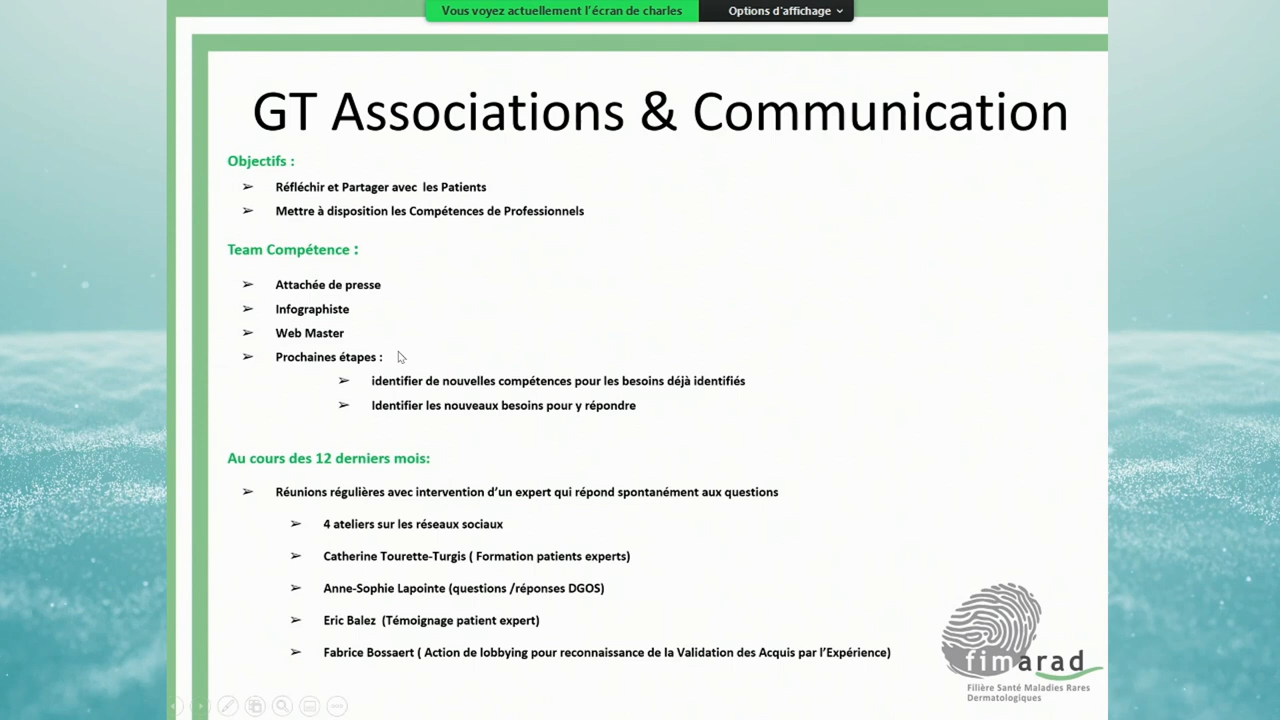 Vous voyez actuellement l'écran de charles
Options d'affichage
GT Associations & Communication
Objectifs :
Réfléchir et Partager avec les Patients
Mettre à disposition les Compétences de Professionnels
Team Compétence :
Attachée de presse
Infographiste
Web Master
Prochaines étapes :
identifier de nouvelles compétences pour les besoins déjà identifiés
Identifier les nouveaux besoins pour y répondre
Au cours des 12 derniers mois:
Réunions régulières avec intervention d'un expert qui répond spontanément aux questions
4 ateliers sur les réseaux sociaux
Catherine Tourette-Turgis ( Formation patients experts)
Anne-Sophie Lapointe (questions /réponses DGOS)
Eric Balez (Témoignage patient expert)
Fabrice Bossaert ( Action de lobbying pour reconnaissance de la Validation des Acquis par l'Expérience)
fimarad
Filière Santé Maladies Rares
Dermatologiques